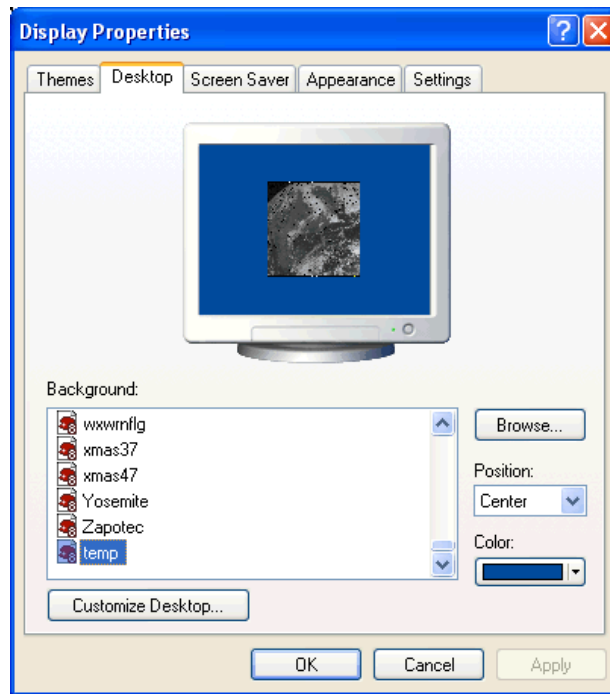 Display Properties
Themes Desktop Screen Saver Appearance Settings
Background:
wxwrnflg
xmas37
xmas47
Yosemite
Zapotec
temp
Browse...
Position:
Center
Color:
Customize Desktop...
OK Cancel Apply